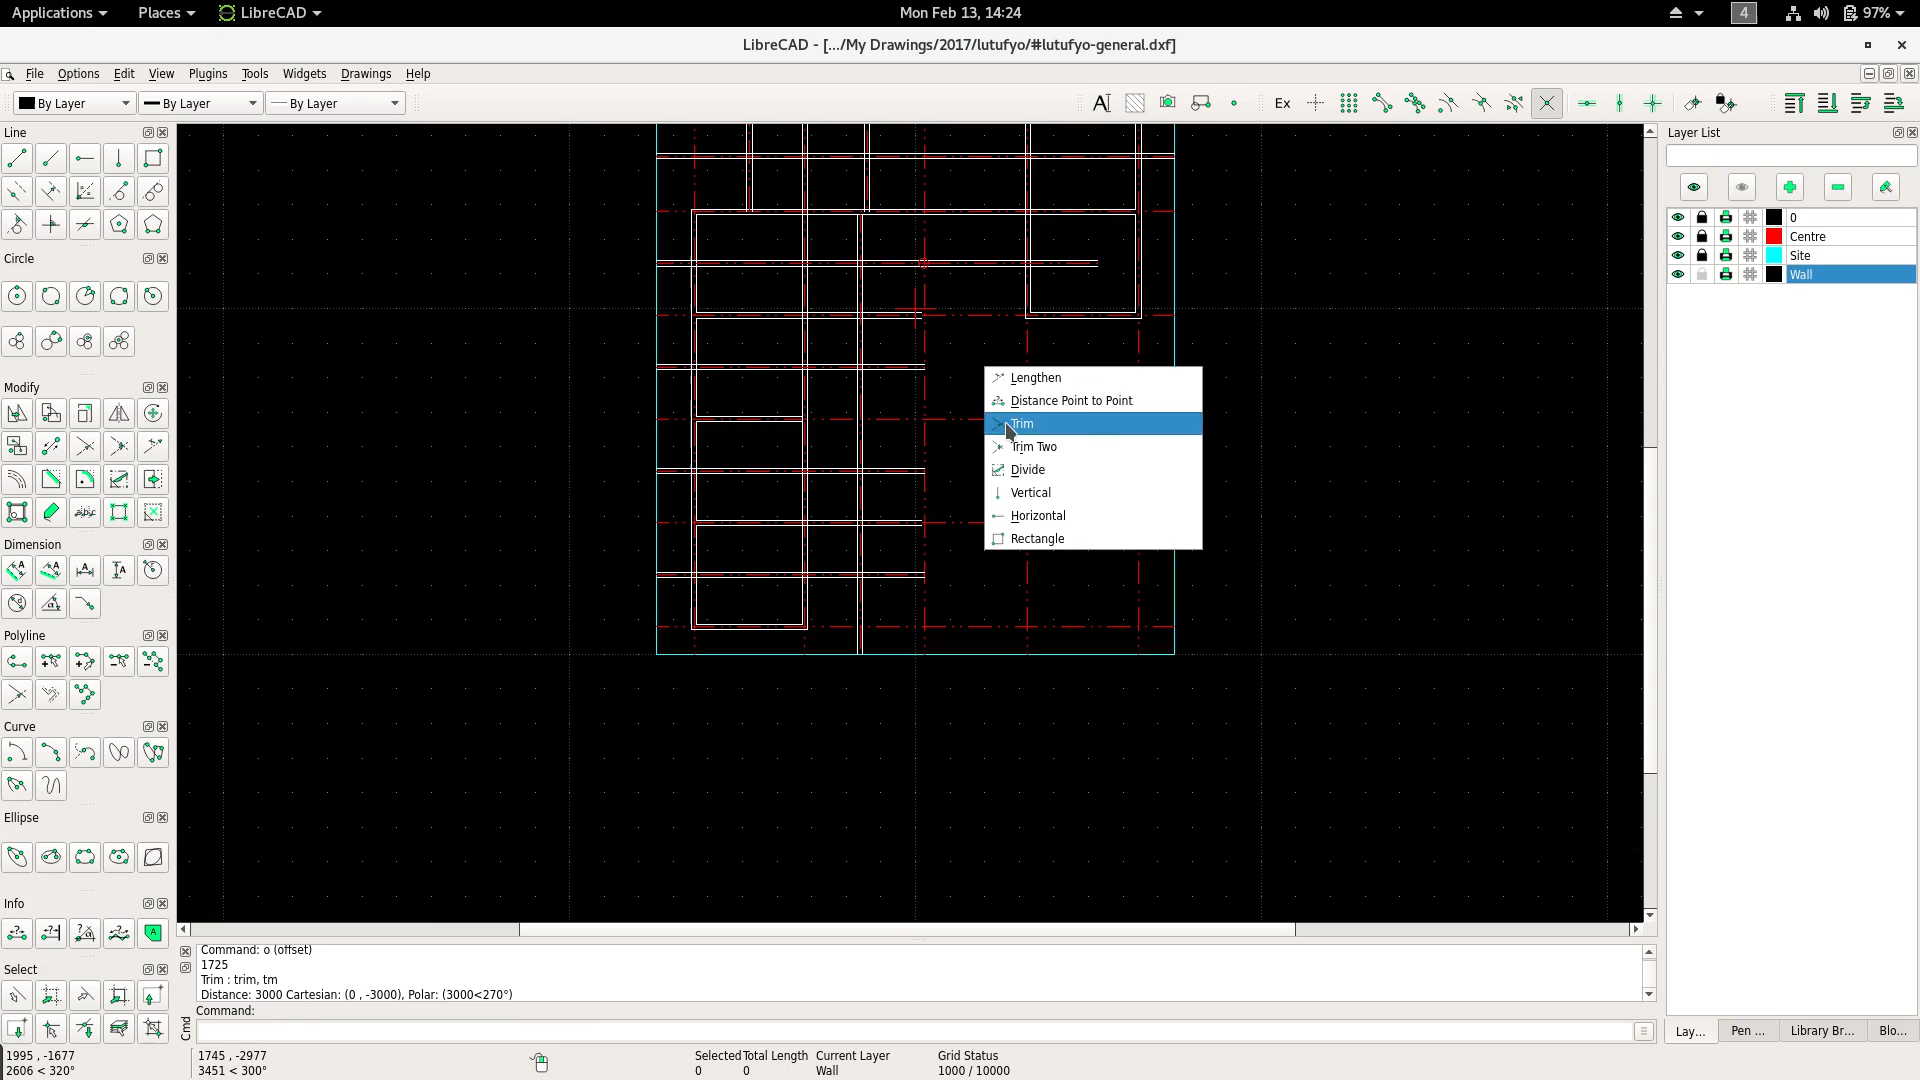 Applications Places LibreCAD Mon Feb 13, 14:24 4 97%
LibreCAD - [.../My Drawings/2017/lutufyo/#lutufyo-general.dxf]
File Options Edit View Plugins Tools Widgets Drawings Help
By Layer By Layer By Layer A Ex
Line
Circle
Modify
Dimension
Polyline
Curve
Ellipse
Info
Select
Lengthen
Distance Point to Point
Trim
Trim Two
Divide
Vertical
Horizontal
Rectangle
Layer List
0
Centre
Site
Wall
Lay... Pen ... Library Br... Blo...
Command: o (offset)
1725
Trim : trim, tm
Distance: 3000 Cartesian: (0 , -3000), Polar: (3000<270°)
Command:
Cmd
1995 , -1677 1745 , -2977 Selected Total Length Current Layer Grid Status
2606 < 320° 3451 < 300° 0 0 Wall 1000 / 10000